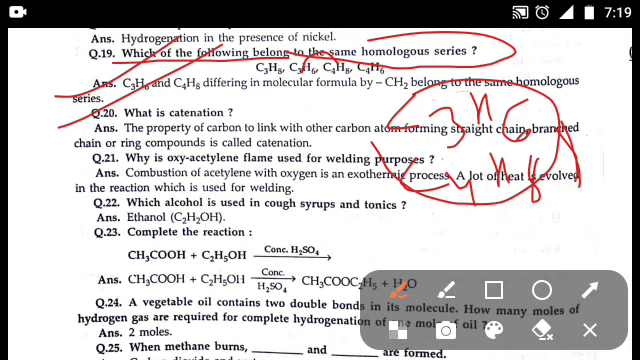 7:19
Ans. Hydrogenation in the presence of nickel.
Q.19. Which of the following belong to the same homologous series ?
C₃H₈, C₃H₆, C₄H₈, C₄H₆
Ans. C₃H₆ and C₄H₈ differing in molecular formula by – CH₂ belong to the same homologous
series.
Q.20. What is catenation ?
Ans. The property of carbon to link with other carbon atom forming straight chain, branched
chain or ring compounds is called catenation.
Q.21. Why is oxy-acetylene flame used for welding purposes ?
Ans. Combustion of acetylene with oxygen is an exothermic process. A lot of heat is evolved
in the reaction which is used for welding.
Q.22. Which alcohol is used in cough syrups and tonics ?
Ans. Ethanol (C₂H₂OH).
Q.23. Complete the reaction :
CH₃COOH + C₂H₅OH Conc. H₂SO₄ ⟶
Ans. CH₃COOH + C₂H₅OH Conc. H₂SO₄ ⟶ CH₃COOC₂H₅ + H₂O
Q.24. A vegetable oil contains two double bonds in its molecule. How many moles of
hydrogen gas are required for complete hydrogenation of one mole of oil ?
Ans. 2 moles.
Q.25. When methane burns, ________ and ________ are formed.